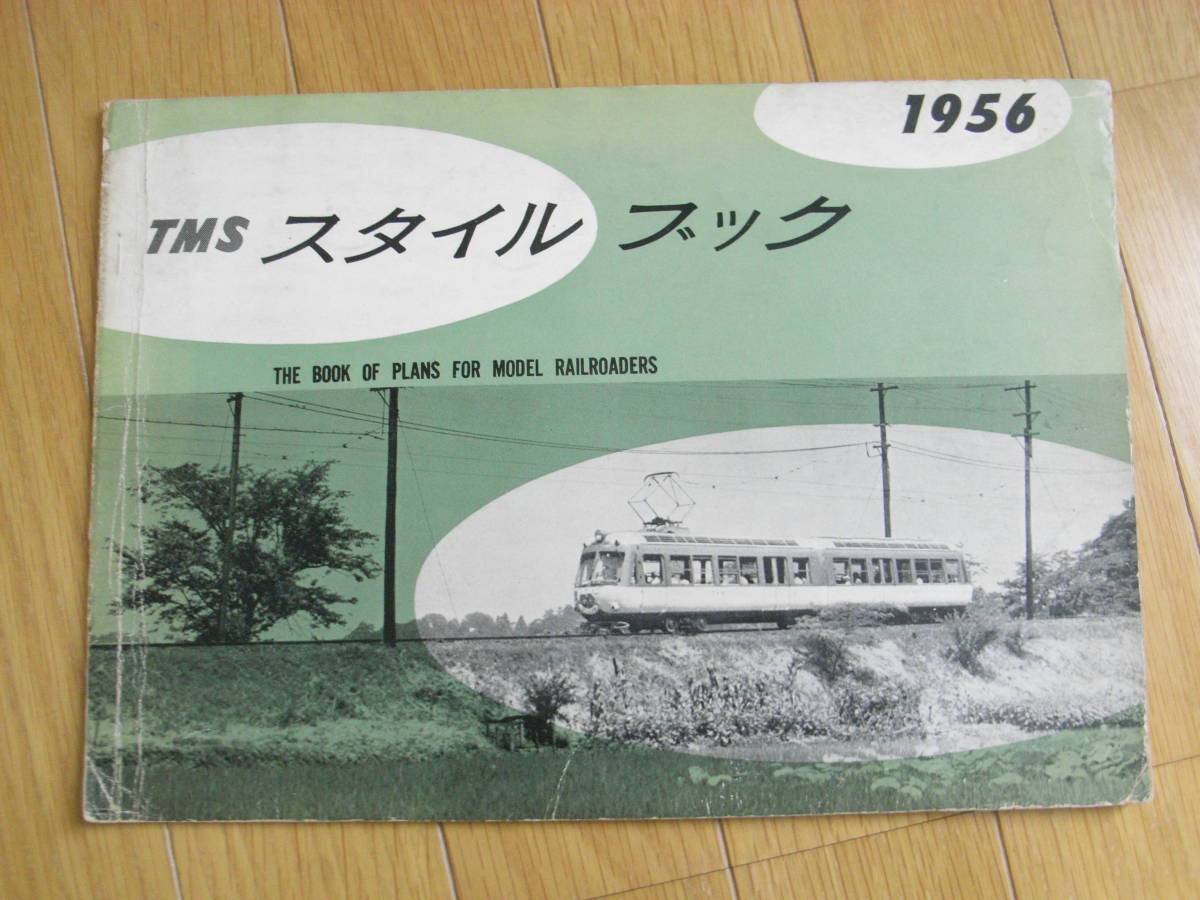 1956
TMS スタイル ブック
THE BOOK OF PLANS FOR MODEL RAILROADERS